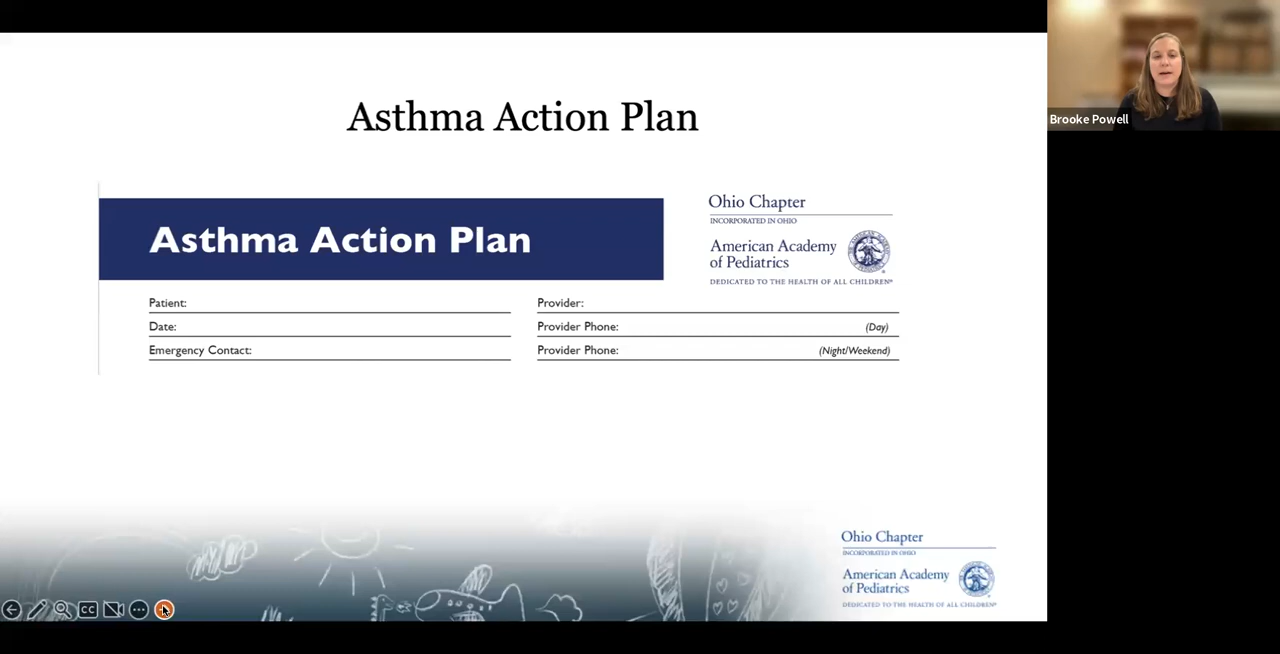 Asthma Action Plan
Asthma Action Plan
Ohio Chapter
INCORPORATED IN OHIO
American Academy
of Pediatrics
DEDICATED TO THE HEALTH OF ALL CHILDREN®
Patient:
Provider:
Date:
Provider Phone: (Day)
Emergency Contact:
Provider Phone: (Night/Weekend)
Ohio Chapter
INCORPORATED IN OHIO
American Academy
of Pediatrics
DEDICATED TO THE HEALTH OF ALL CHILDREN®
CC
Brooke Powell